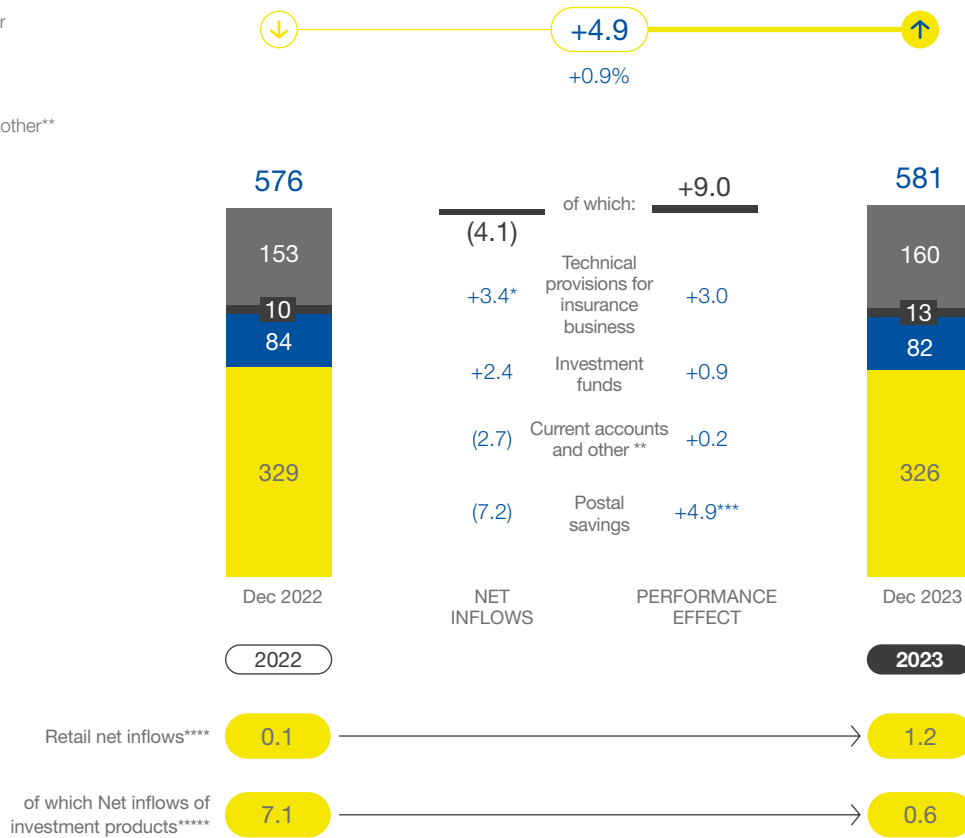 r
+4.9
+0.9%
other**
576
581
+9.0
of which:
(4.1)
153
160
Technical
provisions for
insurance
business
+3.4*
+3.0
10
13
84
82
+2.4
Investment
funds
+0.9
(2.7)
Current accounts
and other **
+0.2
329
326
(7.2)
Postal
savings
+4.9***
Dec 2022
NET
INFLOWS
PERFORMANCE
EFFECT
Dec 2023
2022
2023
Retail net inflows****
0.1
1.2
of which Net inflows of
investment products*****
7.1
0.6